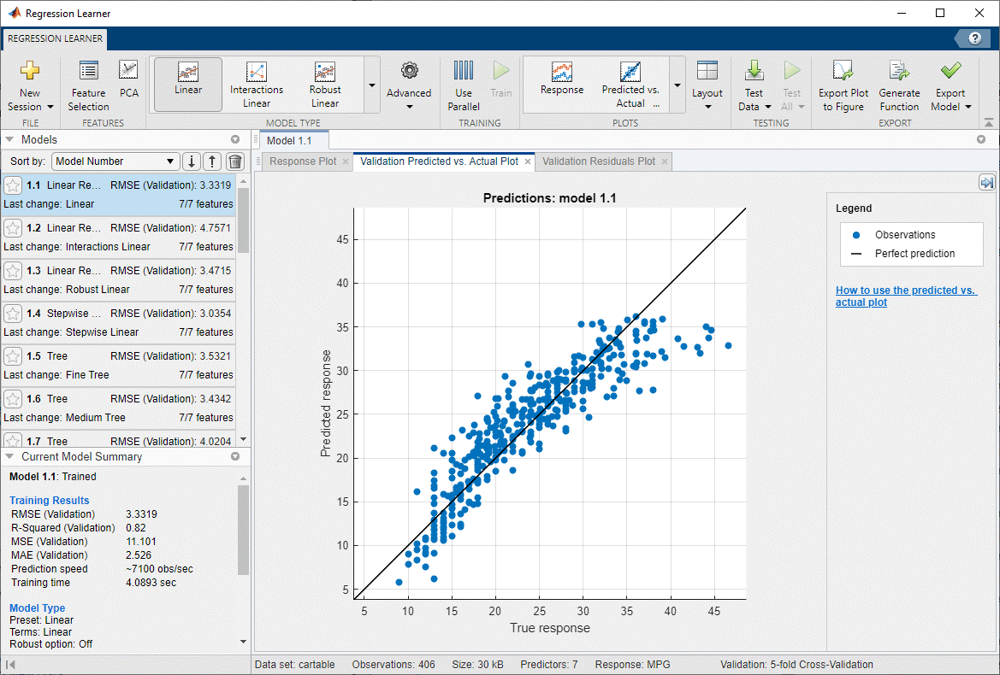 Regression Learner
REGRESSION LEARNER
?
New Session
Feature Selection
PCA
Linear
Interactions Linear
Robust Linear
Advanced
Use Parallel
Train
Response
Predicted vs. Actual ...
Layout
Test Data
Test All
Export Plot to Figure
Generate Function
Export Model
FILE
FEATURES
MODEL TYPE
TRAINING
PLOTS
TESTING
EXPORT
Models
Sort by: Model Number
1.1 Linear Re... RMSE (Validation): 3.3319
Last change: Linear 7/7 features
1.2 Linear Re... RMSE (Validation): 4.7571
Last change: Interactions Linear 7/7 features
1.3 Linear Re... RMSE (Validation): 3.4715
Last change: Robust Linear 7/7 features
1.4 Stepwise ... RMSE (Validation): 3.0354
Last change: Stepwise Linear 7/7 features
1.5 Tree RMSE (Validation): 3.5321
Last change: Fine Tree 7/7 features
1.6 Tree RMSE (Validation): 3.4342
Last change: Medium Tree 7/7 features
1.7 Tree RMSE (Validation): 4.0204
Current Model Summary
Model 1.1: Trained
Training Results
RMSE (Validation) 3.3319
R-Squared (Validation) 0.82
MSE (Validation) 11.101
MAE (Validation) 2.526
Prediction speed ~7100 obs/sec
Training time 4.0893 sec
Model Type
Preset: Linear
Terms: Linear
Robust option: Off
Model 1.1
Response Plot
Validation Predicted vs. Actual Plot
Validation Residuals Plot
Predictions: model 1.1
45
40
35
30
25
20
15
10
5
Predicted response
5 10 15 20 25 30 35 40 45
True response
Legend
Observations
Perfect prediction
How to use the predicted vs.
actual plot
Data set: cartable Observations: 406 Size: 30 kB Predictors: 7 Response: MPG Validation: 5-fold Cross-Validation